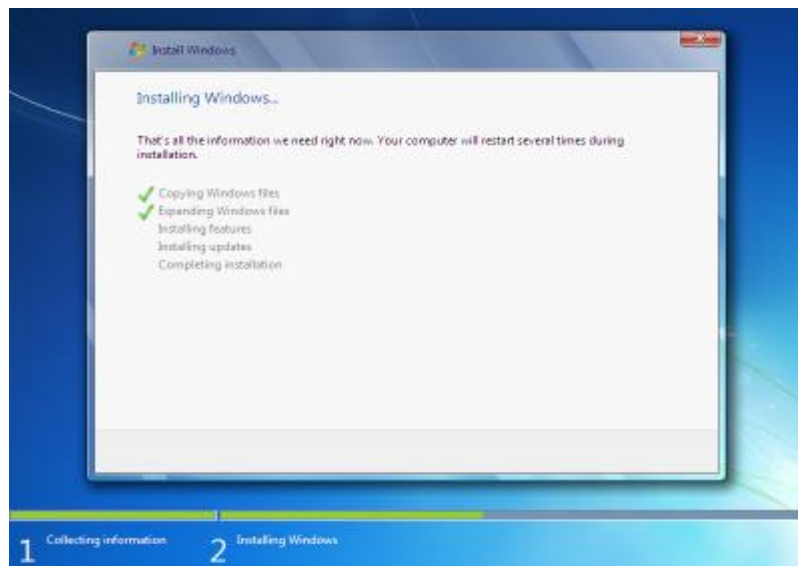 Install Windows
Installing Windows...
That's all the information we need right now. Your computer will restart several times during
installation.
Copying Windows files
Expanding Windows files
Installing features
Installing updates
Completing installation
1 Collecting information
2 Installing Windows